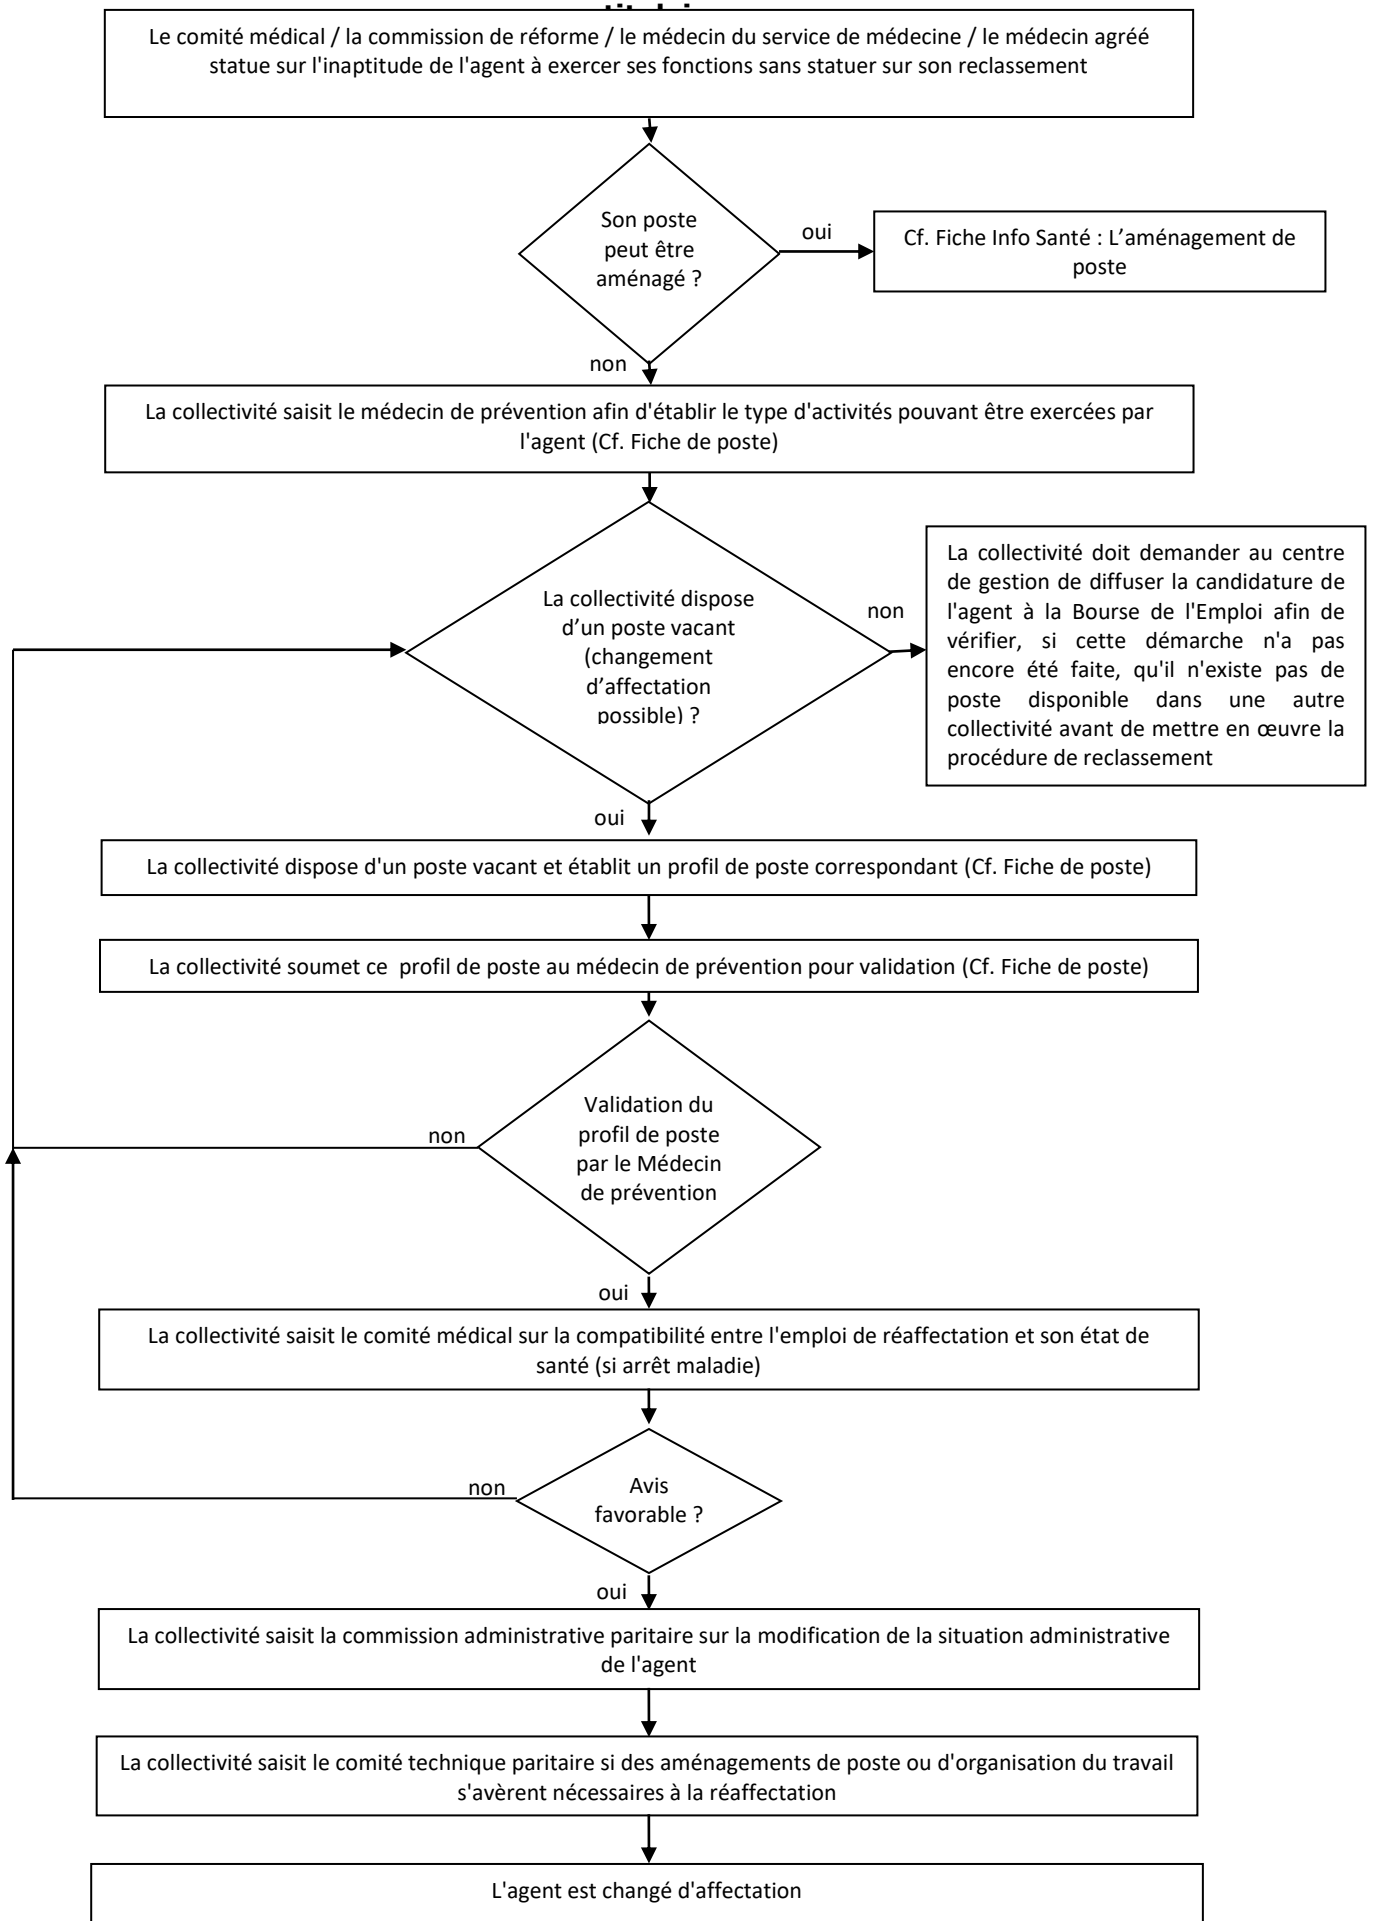 Le comité médical / la commission de réforme / le médecin du service de médecine / le médecin agréé
statue sur l'inaptitude de l'agent à exercer ses fonctions sans statuer sur son reclassement
Son poste
peut être
aménagé ?
oui
Cf. Fiche Info Santé : L’aménagement de
poste
non
La collectivité saisit le médecin de prévention afin d'établir le type d'activités pouvant être exercées par
l'agent (Cf. Fiche de poste)
La collectivité dispose
d’un poste vacant
(changement
d’affectation
possible) ?
non
La collectivité doit demander au centre
de gestion de diffuser la candidature de
l'agent à la Bourse de l'Emploi afin de
vérifier, si cette démarche n'a pas
encore été faite, qu'il n'existe pas de
poste disponible dans une autre
collectivité avant de mettre en œuvre la
procédure de reclassement
oui
La collectivité dispose d'un poste vacant et établit un profil de poste correspondant (Cf. Fiche de poste)
La collectivité soumet ce  profil de poste au médecin de prévention pour validation (Cf. Fiche de poste)
Validation du
profil de poste
par le Médecin
de prévention
non
oui
La collectivité saisit le comité médical sur la compatibilité entre l'emploi de réaffectation et son état de
santé (si arrêt maladie)
Avis
favorable ?
non
oui
La collectivité saisit la commission administrative paritaire sur la modification de la situation administrative
de l'agent
La collectivité saisit le comité technique paritaire si des aménagements de poste ou d'organisation du travail
s'avèrent nécessaires à la réaffectation
L'agent est changé d'affectation